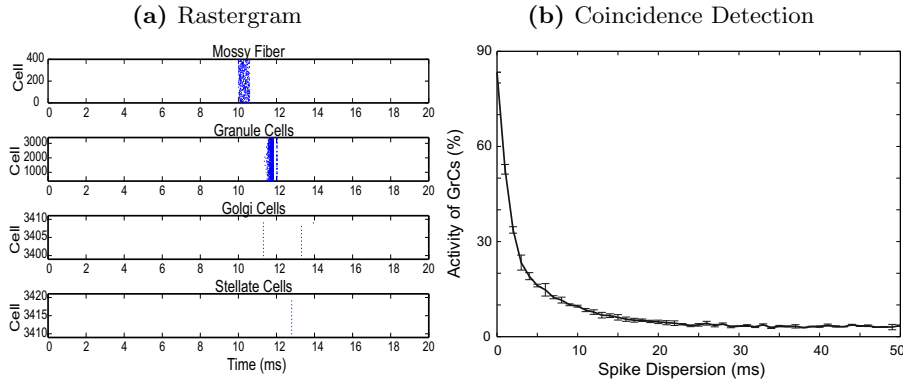 (a) Rastergram
Mossy Fiber
Cell
400
200
0
0 2 4 6 8 10 12 14 16 18 20
Granule Cells
Cell
3000
2000
1000
0 2 4 6 8 10 12 14 16 18 20
Golgi Cells
Cell
3410
3405
3400
0 2 4 6 8 10 12 14 16 18 20
Stellate Cells
Cell
3420
3415
3410
0 2 4 6 8 10 12 14 16 18 20
Time (ms)
(b) Coincidence Detection
Activity of GrCs (%)
90
60
30
0
0 10 20 30 40 50
Spike Dispersion (ms)